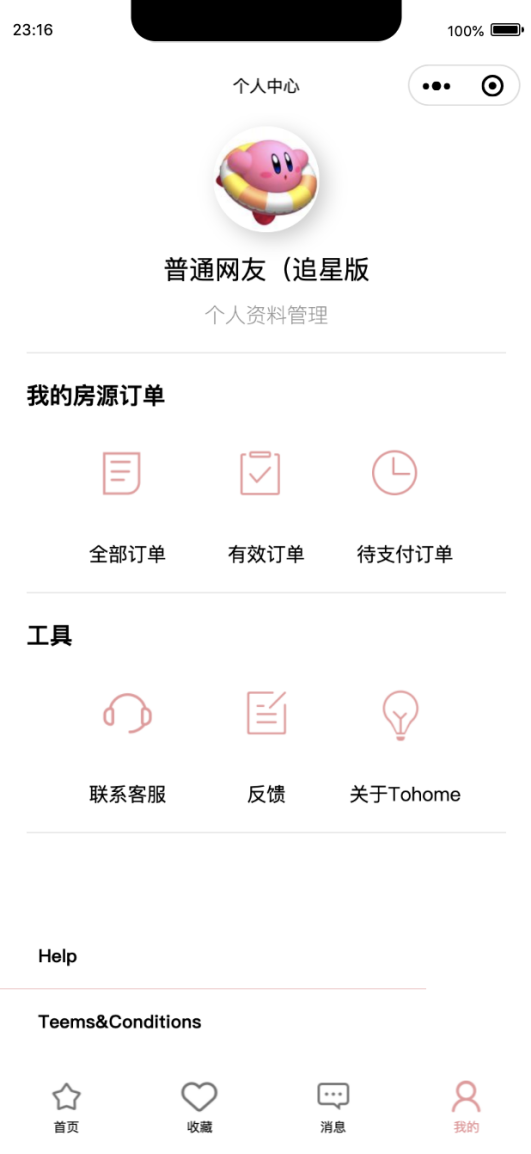 23:16
100%
个人中心
普通网友（追星版
个人资料管理
我的房源订单
全部订单 有效订单 待支付订单
工具
联系客服 反馈 关于Tohome
Help
Teems&Conditions
首页 收藏 消息 我的